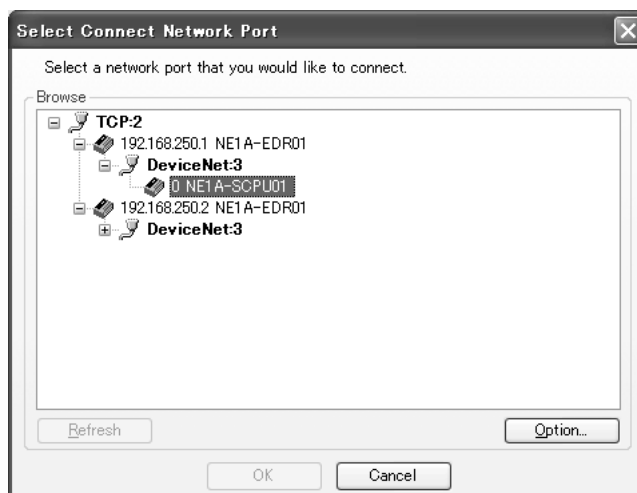 Select Connect Network Port
Select a network port that you would like to connect.
Browse
TCP:2
192.168.250.1 NE1A-EDR01
DeviceNet:3
0 NE1A-SCPU01
192.168.250.2 NE1A-EDR01
DeviceNet:3
Refresh
Option...
OK
Cancel